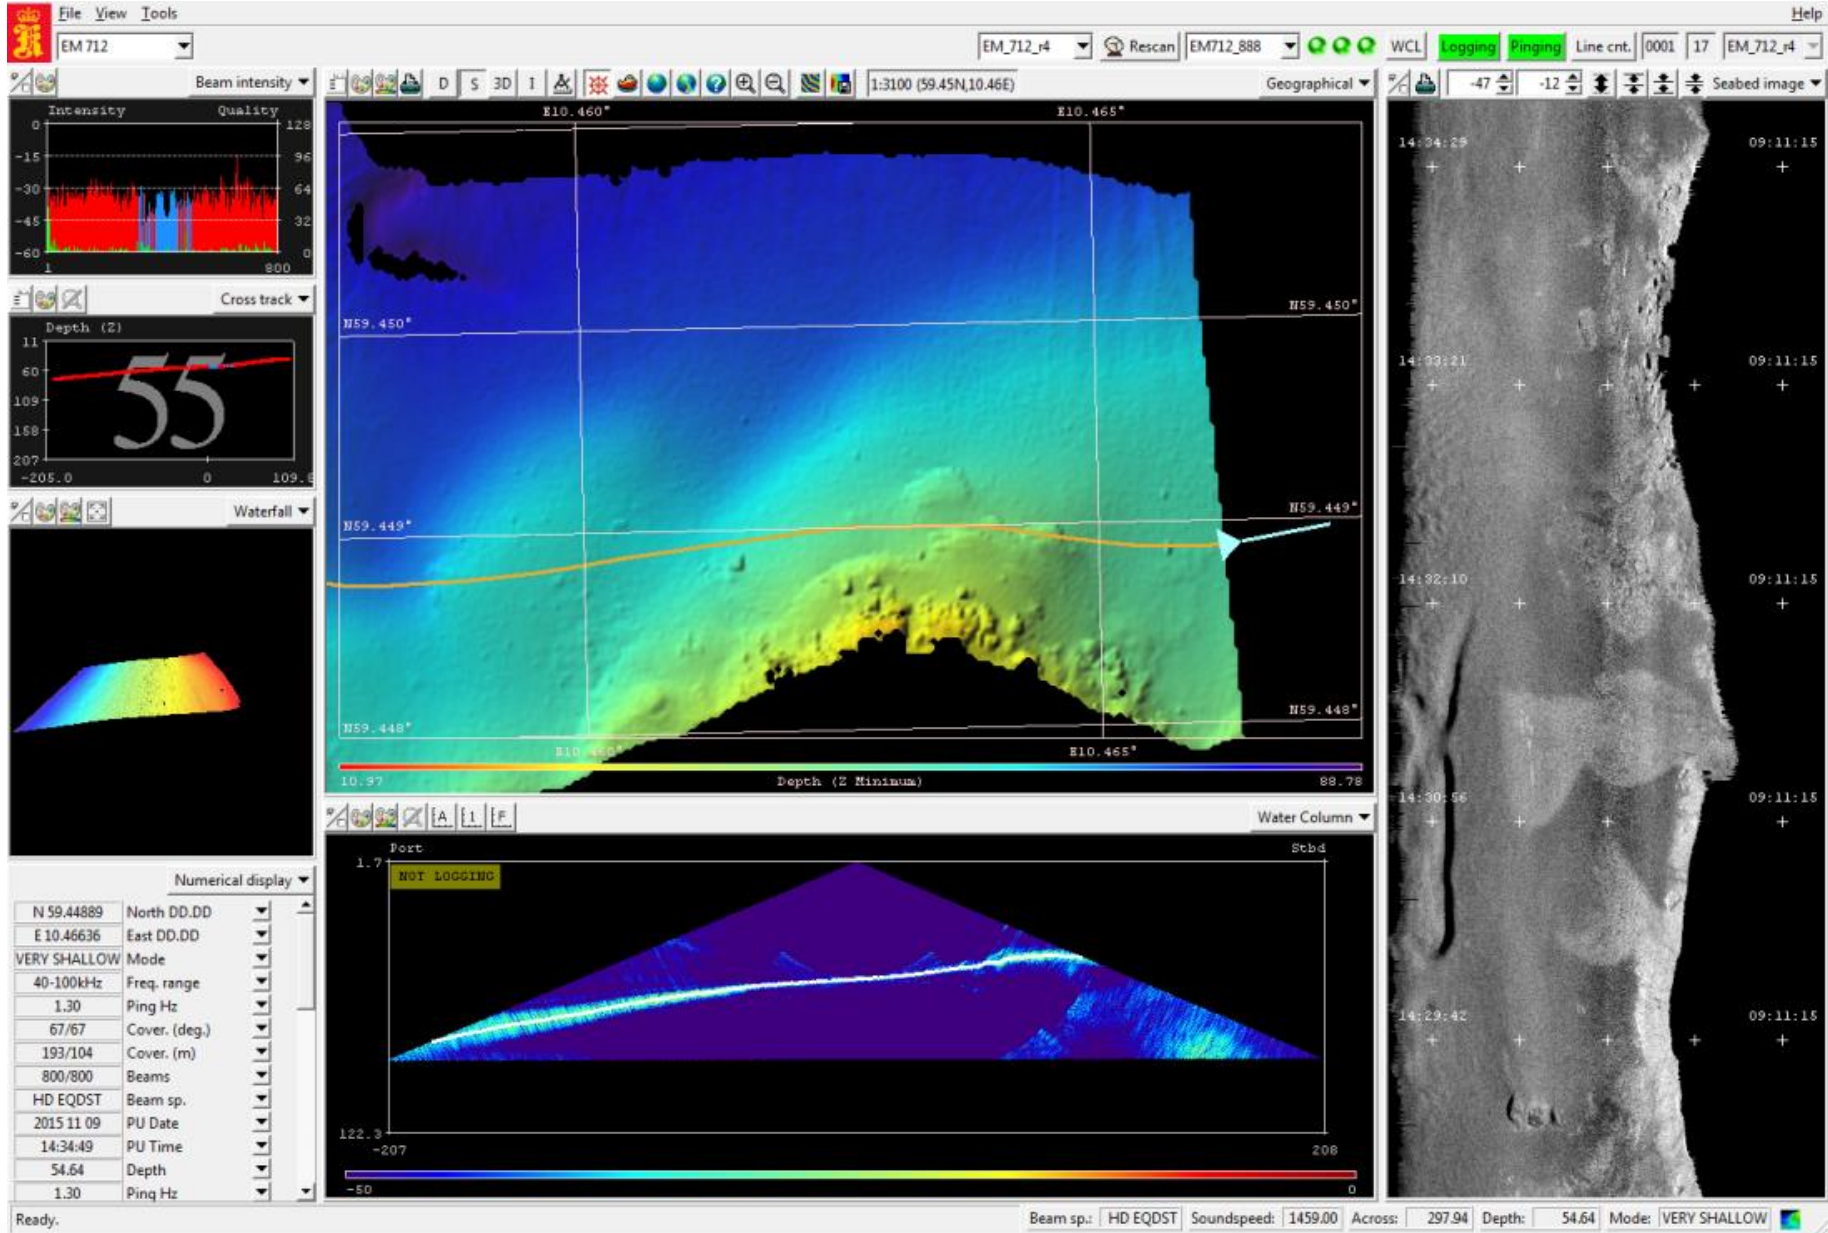 File View Tools Help
EM 712 EM_712_r4 Rescan EM712_888 WCL Logging Pinging Line cnt. 0001 17 EM_712_r4
Beam intensity
Intensity Quality
0 128
-15 96
-30 64
-45 32
-60 0
1 800
Cross track
Depth (Z)
11
60
109
158
207
-205.0 0 109.8
55
Waterfall
Numerical display
N 59.44889 North DD.DD
E 10.46636 East DD.DD
VERY SHALLOW Mode
40-100kHz Freq. range
1.30 Ping Hz
67/67 Cover. (deg.)
193/104 Cover. (m)
800/800 Beams
HD EQDST Beam sp.
2015 11 09 PU Date
14:34:49 PU Time
54.64 Depth
1.30 Ping Hz
D S 3D I 1:3100 (59.45N,10.46E) Geographical
E10.460° E10.465°
N59.450° N59.450°
N59.449° N59.449°
N59.448° N59.448°
E10.460° E10.465°
10.97 Depth (Z Minimum) 88.78
A 1 F Water Column
Port Stbd
1.7
NOT LOGGING
122.3
-207 208
-50 0
-47 -12 Seabed image
14:34:29 09:11:15
14:33:21 09:11:15
14:32:10 09:11:15
14:30:56 09:11:15
14:29:42 09:11:15
Ready. Beam sp.: HD EQDST Soundspeed: 1459.00 Across: 297.94 Depth: 54.64 Mode: VERY SHALLOW